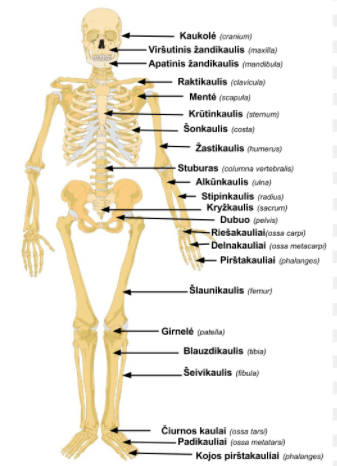 Kaukolé (cranium)
Viršutinis žandikaulis (maxilla)
Apatinis žandikaulis (mandibula)
Raktikaulis (clavicula)
Mentė (scapula)
Krūtinkaulis (sternum)
Šonkaulis (costa)
Žastikaulis (humerus)
Stuburas (columna vertebralis)
Alkūnkaulis (ulna)
Stipinkaulis (radius)
Kryžkaulis (sacrum)
Dubuo (pelvis)
Riešakauliai(ossa carpi)
Delnakauliai (ossa metacarpi)
Pirštakauliai (phalanges)
Šlaunikaulis (femur)
Girnelė (patella)
Blauzdikaulis (tibia)
Šeivikaulis (fibula)
Čiurnos kaulai (ossa tarsi)
Padikauliai (ossa metatarsi)
Kojos pirštakauliai (phalanges)